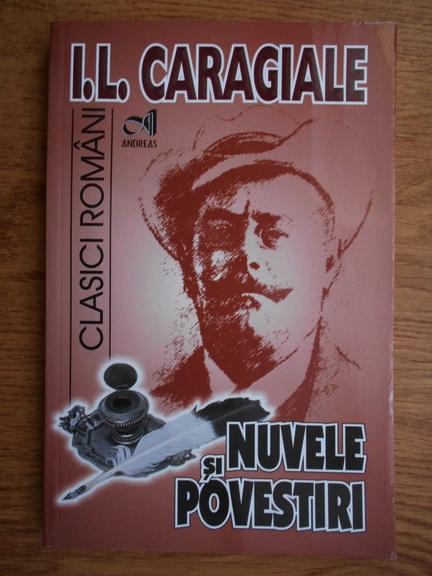 I.L. CARAGIALE
ANDREAS
CLASICI ROMÂNI
NUVELE
ȘI
POVESTIRI